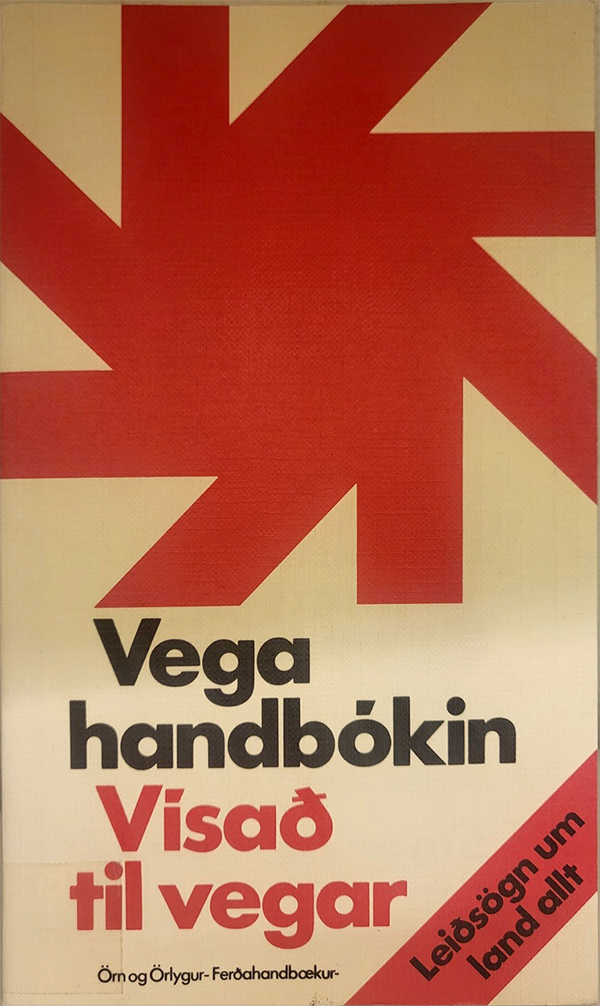 Vega
handbókin
Vísað
til vegar
Leiðsögn um
land allt
Örn og Örlygur- Ferðahandbækur-